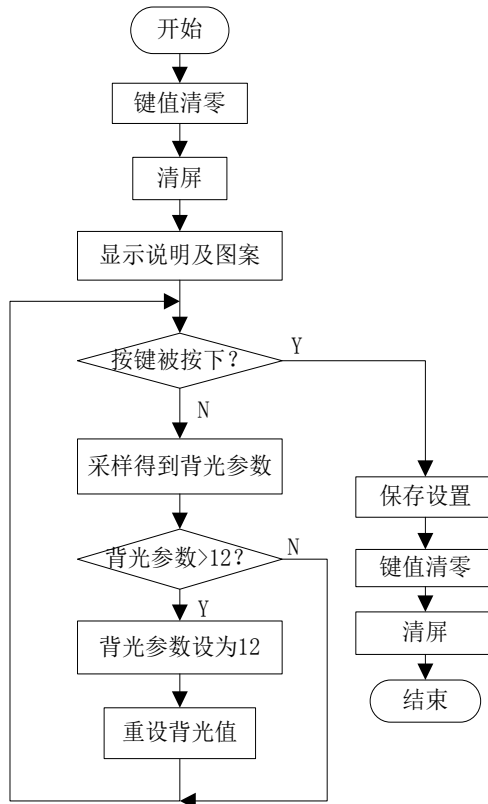 开始
键值清零
清屏
显示说明及图案
按键被按下？
Y
N
采样得到背光参数
背光参数>12？
N
Y
背光参数设为12
重设背光值
保存设置
键值清零
清屏
结束